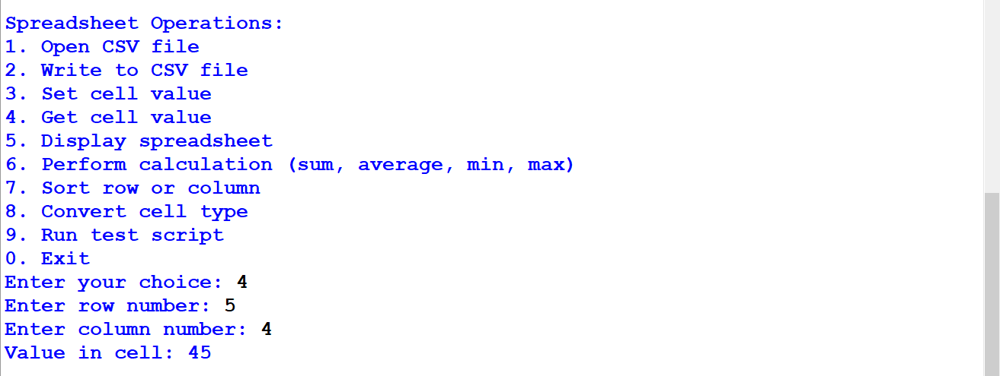 Spreadsheet Operations:
1. Open CSV file
2. Write to CSV file
3. Set cell value
4. Get cell value
5. Display spreadsheet
6. Perform calculation (sum, average, min, max)
7. Sort row or column
8. Convert cell type
9. Run test script
0. Exit
Enter your choice: 4
Enter row number: 5
Enter column number: 4
Value in cell: 45